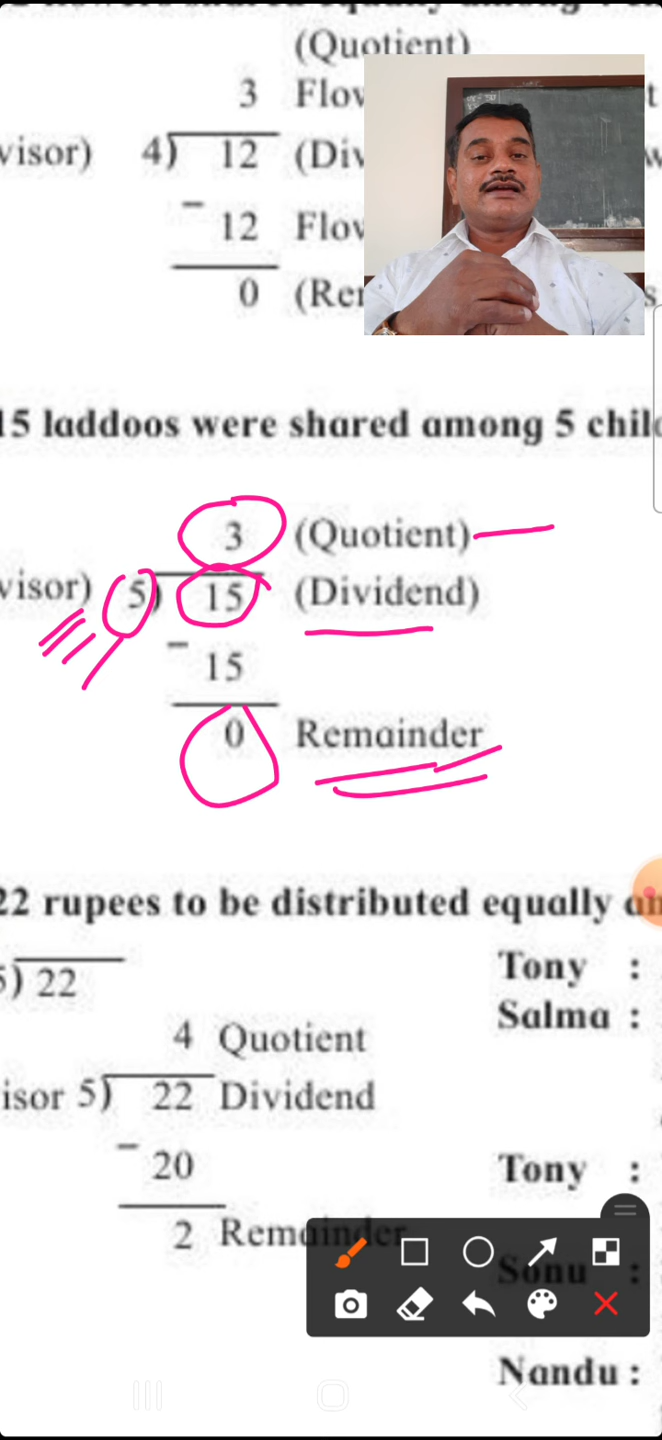 (Quotient)
3 Flov
visor) 4) 12 (Div
- 12 Flov
0 (Rer
15 laddoos were shared among 5 chil
3 (Quotient)
visor) 5) 15 (Dividend)
- 15
0 Remainder
22 rupees to be distributed equally an
5) 22
Tony :
Salma :
4 Quotient
isor 5) 22 Dividend
- 20
Tony :
2 Remainder
Sonu :
Nandu :